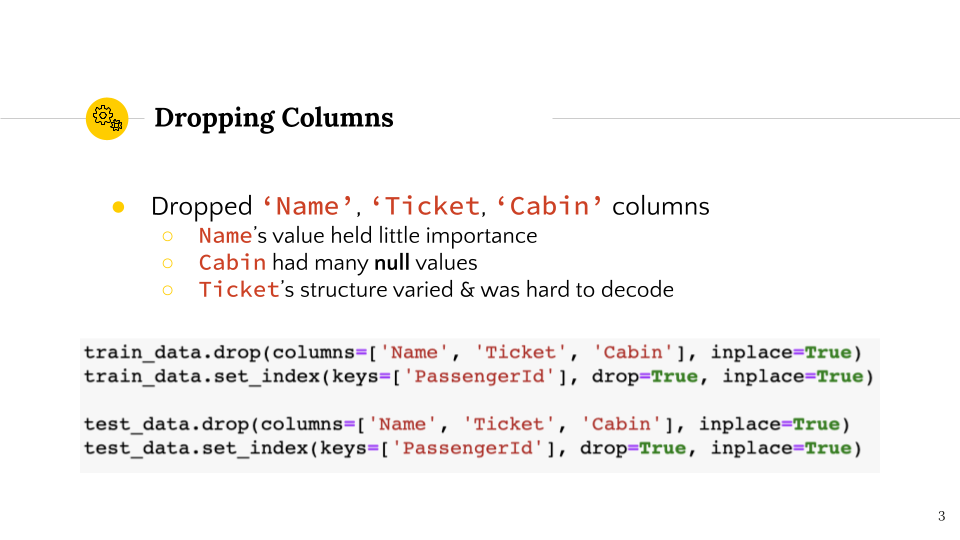 Dropping Columns
● Dropped ‘Name’, ‘Ticket, ‘Cabin’ columns
○ Name’s value held little importance
○ Cabin had many null values
○ Ticket’s structure varied & was hard to decode
train_data.drop(columns=['Name', 'Ticket', 'Cabin'], inplace=True)
train_data.set_index(keys=['PassengerId'], drop=True, inplace=True)
test_data.drop(columns=['Name', 'Ticket', 'Cabin'], inplace=True)
test_data.set_index(keys=['PassengerId'], drop=True, inplace=True)
3